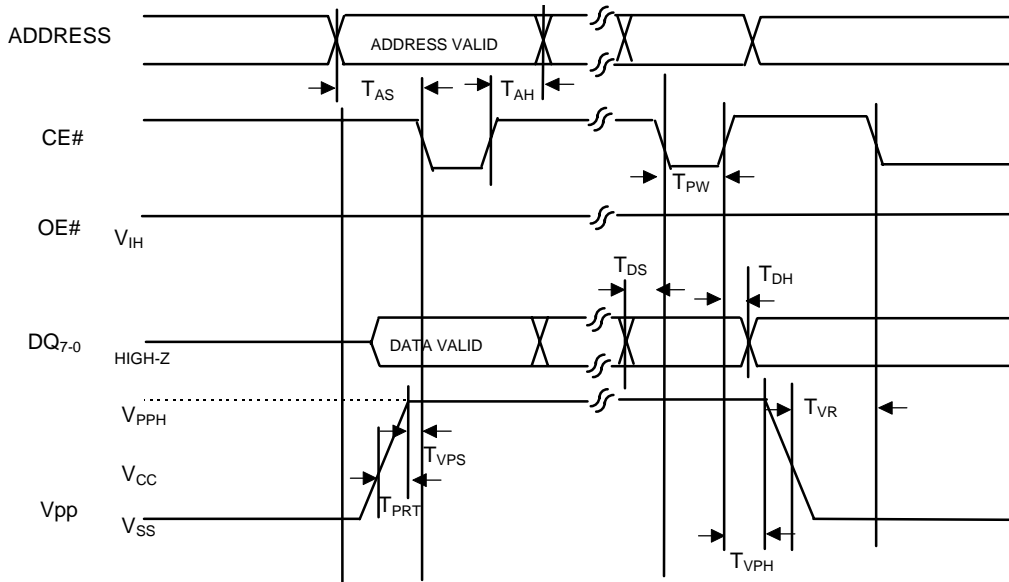 ADDRESS
ADDRESS VALID
TAS
TAH
CE#
TPW
OE#
VIH
TDS
TDH
DQ7-0
HIGH-Z
DATA VALID
VPPH
TVR
TVPS
VCC
TPRT
Vpp
VSS
TVPH